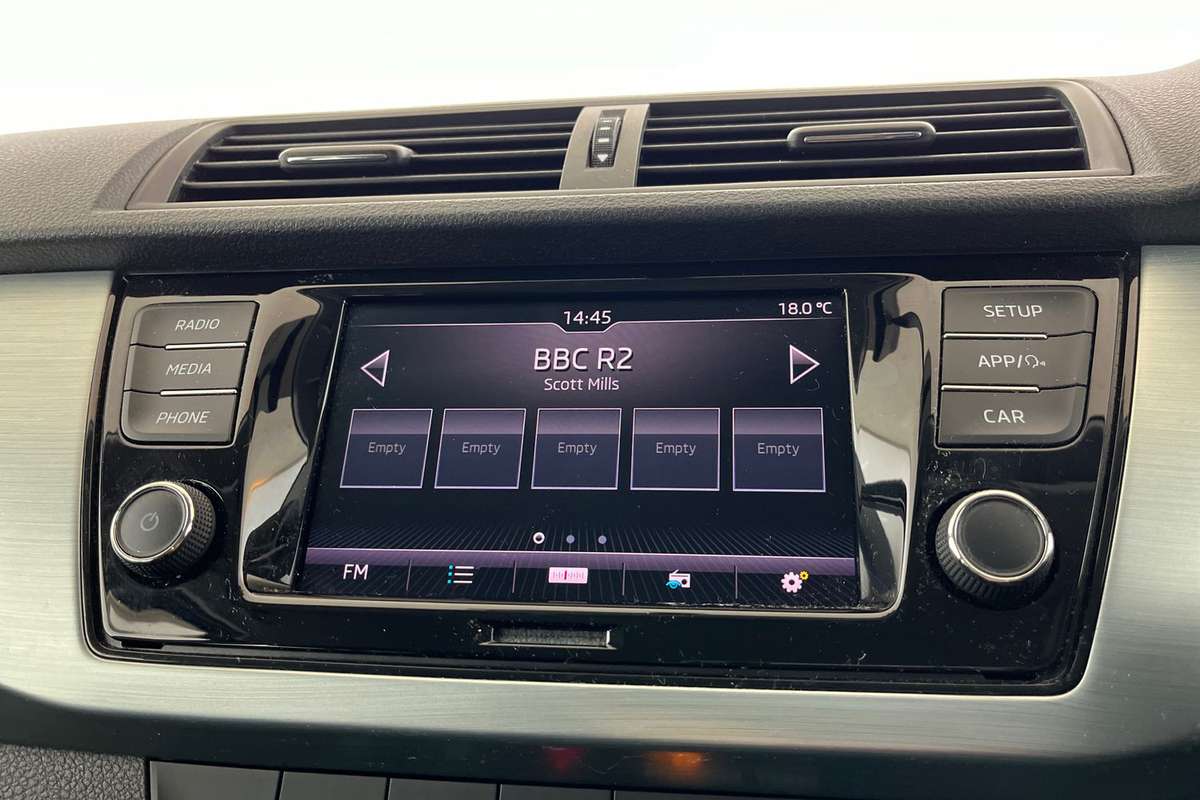 14:45
18.0 °C
BBC R2
Scott Mills
Empty Empty Empty Empty Empty
FM
RADIO
MEDIA
PHONE
SETUP
APP/
CAR